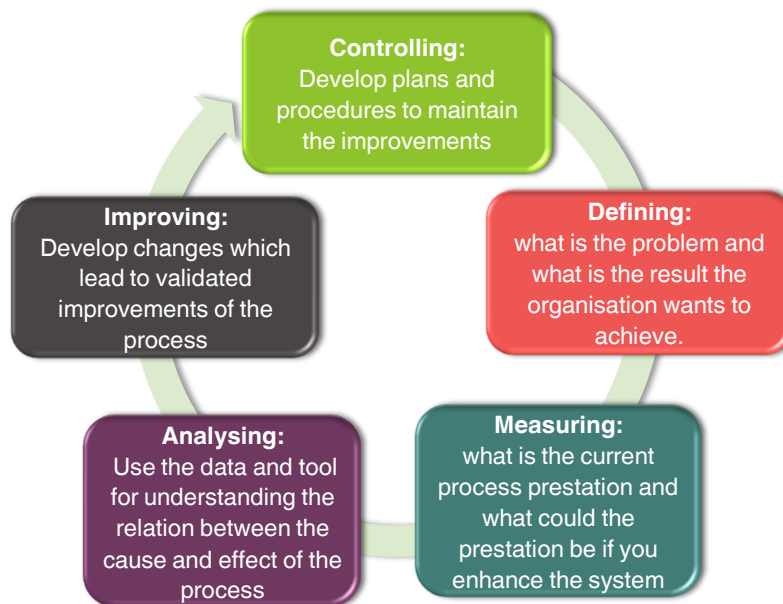 Controlling:
Develop plans and
procedures to maintain
the improvements
Defining:
what is the problem and
what is the result the
organisation wants to
achieve.
Measuring:
what is the current
process prestation and
what could the
prestation be if you
enhance the system
Analysing:
Use the data and tool
for understanding the
relation between the
cause and effect of the
process
Improving:
Develop changes which
lead to validated
improvements of the
process